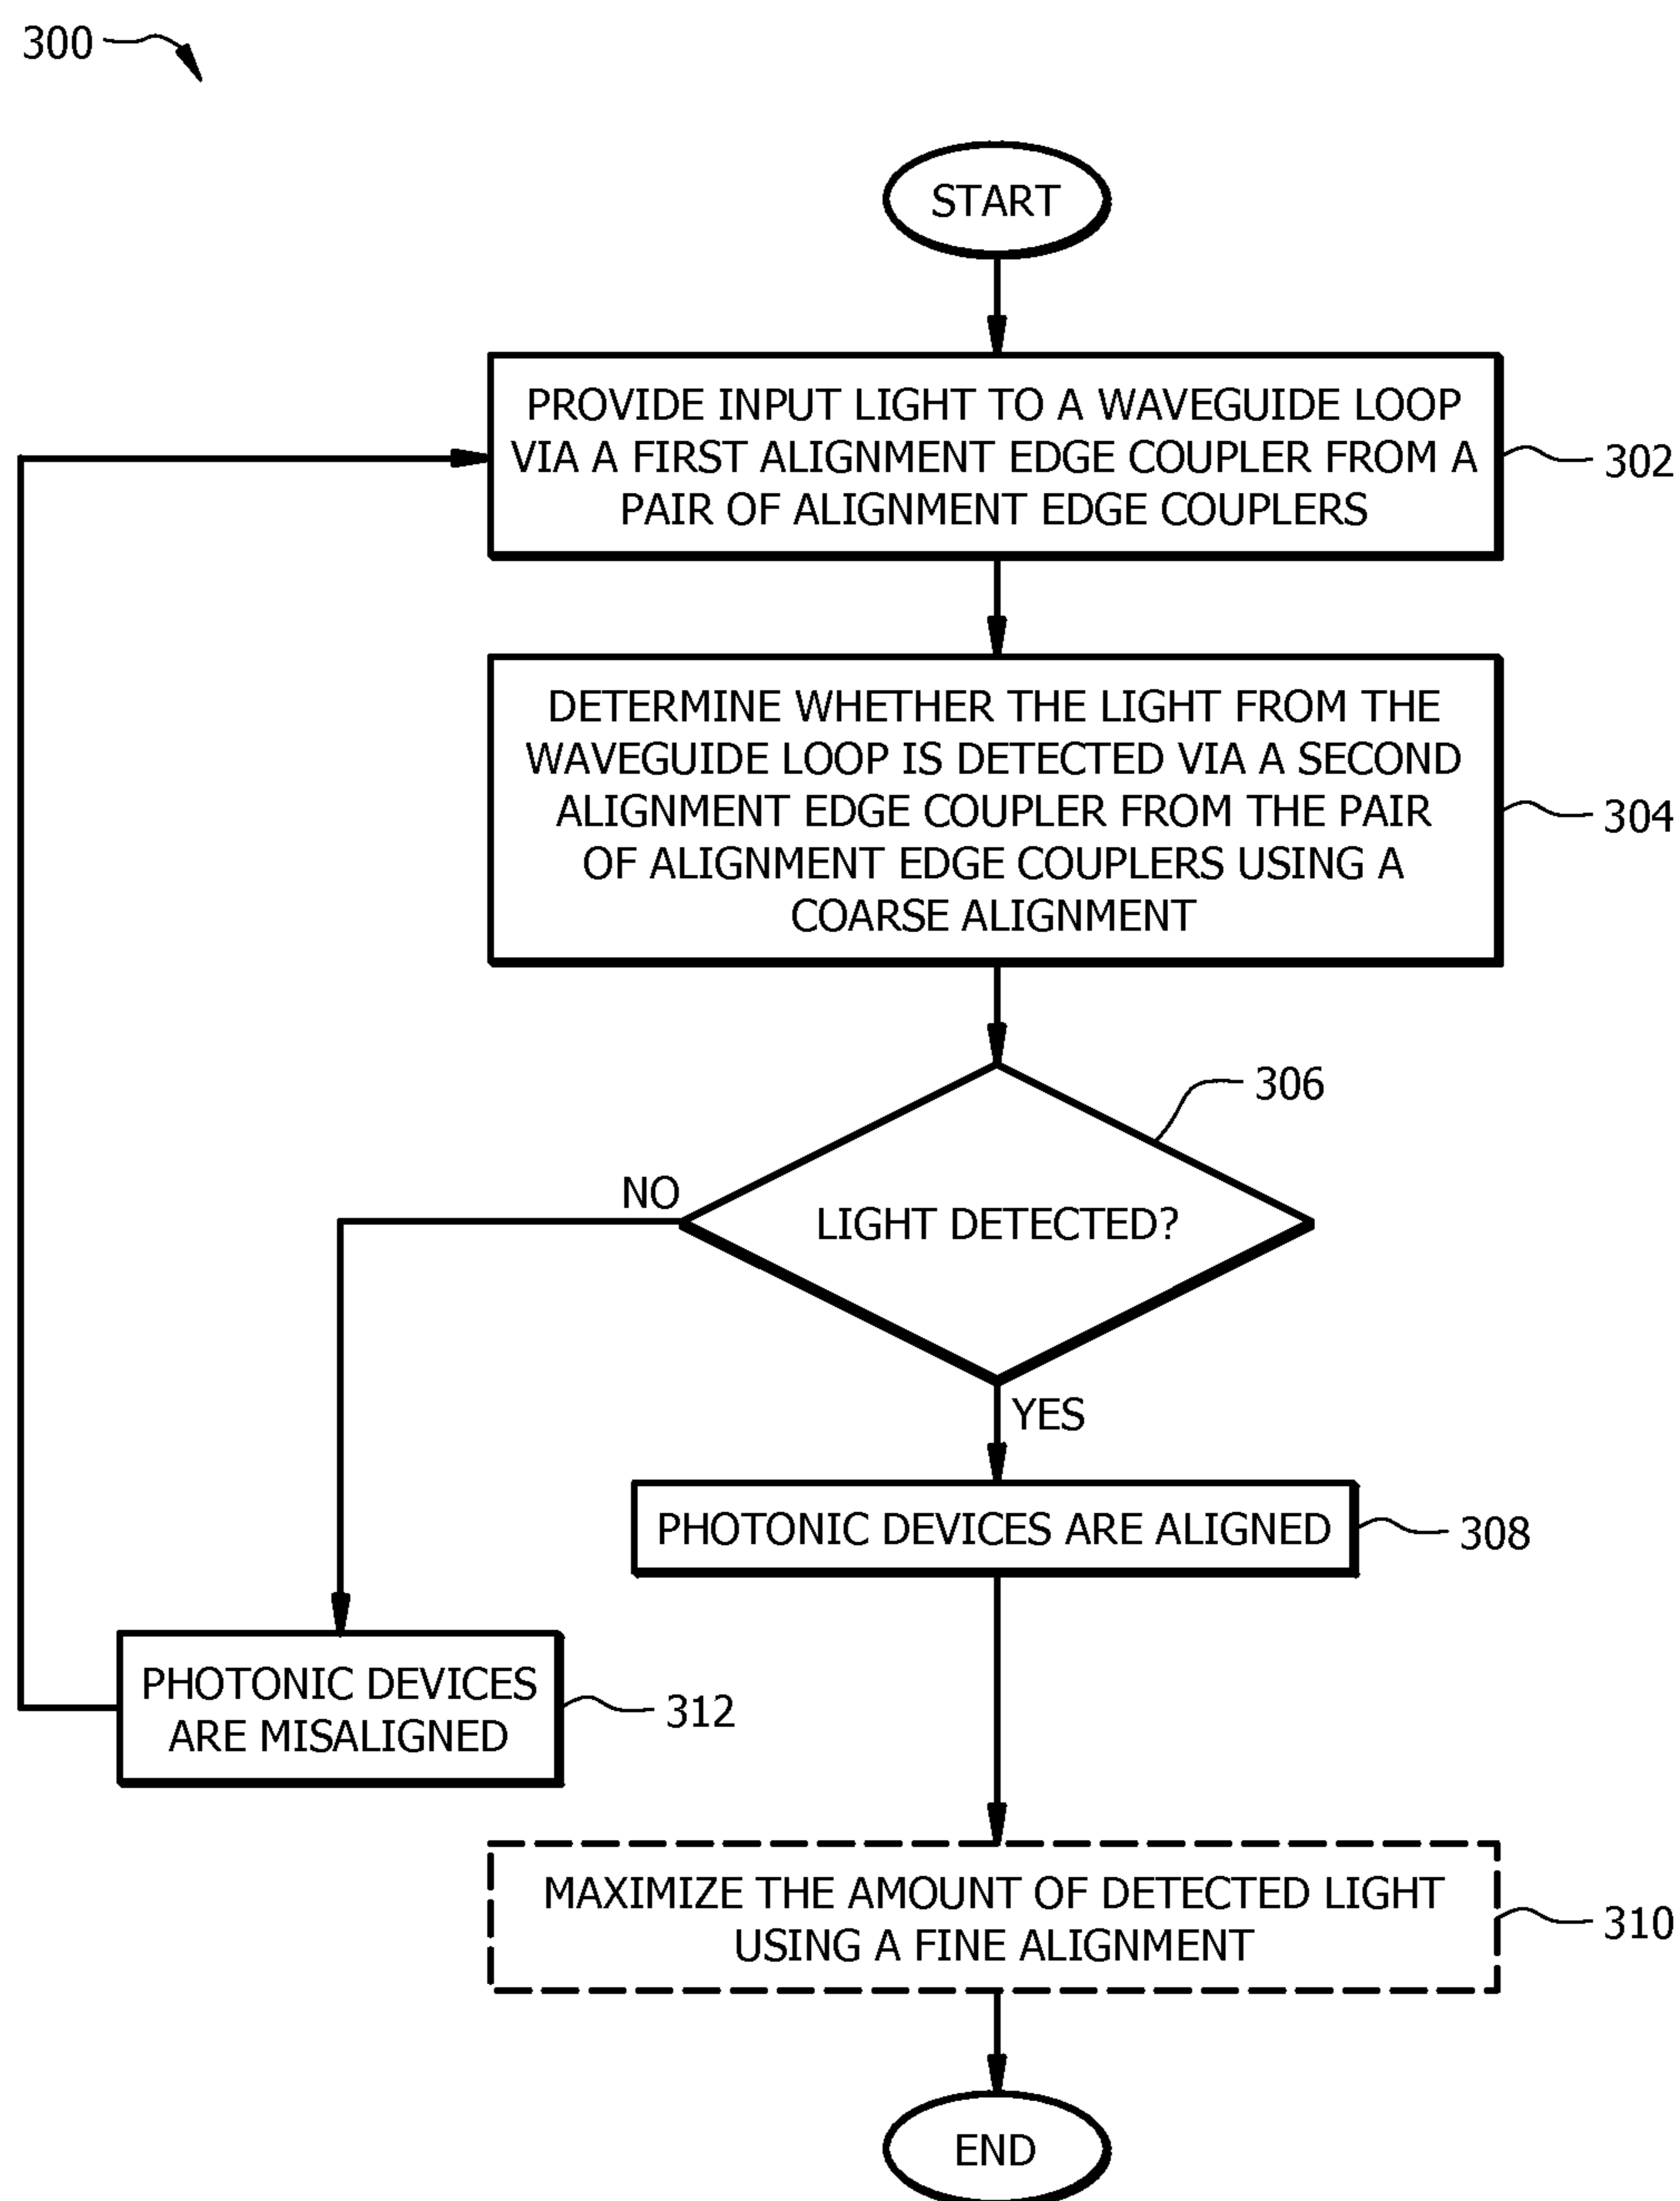 300
START
PROVIDE INPUT LIGHT TO A WAVEGUIDE LOOP
VIA A FIRST ALIGNMENT EDGE COUPLER FROM A
PAIR OF ALIGNMENT EDGE COUPLERS
302
DETERMINE WHETHER THE LIGHT FROM THE
WAVEGUIDE LOOP IS DETECTED VIA A SECOND
ALIGNMENT EDGE COUPLER FROM THE PAIR
OF ALIGNMENT EDGE COUPLERS USING A
COARSE ALIGNMENT
304
306
NO
LIGHT DETECTED?
YES
PHOTONIC DEVICES ARE ALIGNED
308
PHOTONIC DEVICES
ARE MISALIGNED
312
MAXIMIZE THE AMOUNT OF DETECTED LIGHT
USING A FINE ALIGNMENT
310
END